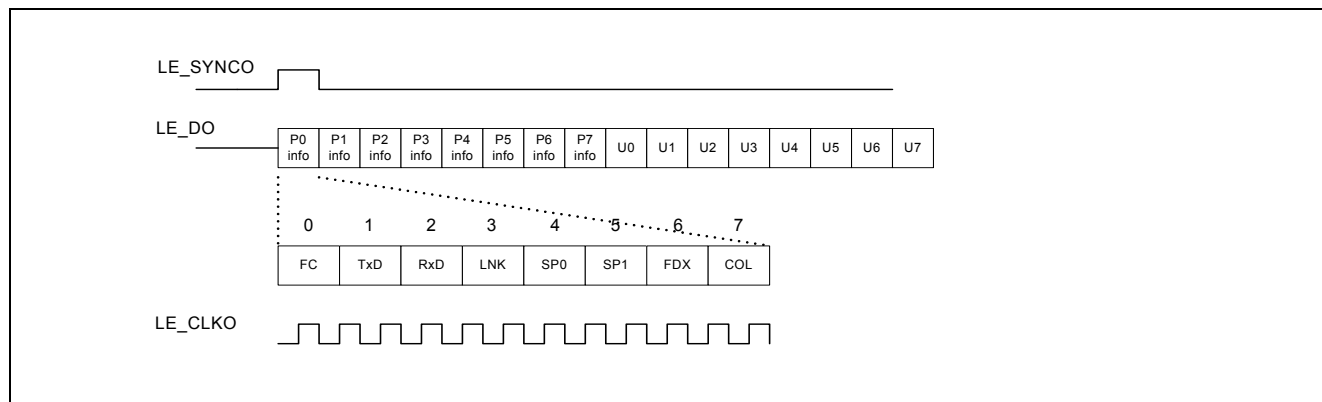 LE_SYNCO
LE_DO
P0 info P1 info P2 info P3 info P4 info P5 info P6 info P7 info U0 U1 U2 U3 U4 U5 U6 U7
0 1 2 3 4 5 6 7
FC TxD RxD LNK SP0 SP1 FDX COL
LE_CLKO